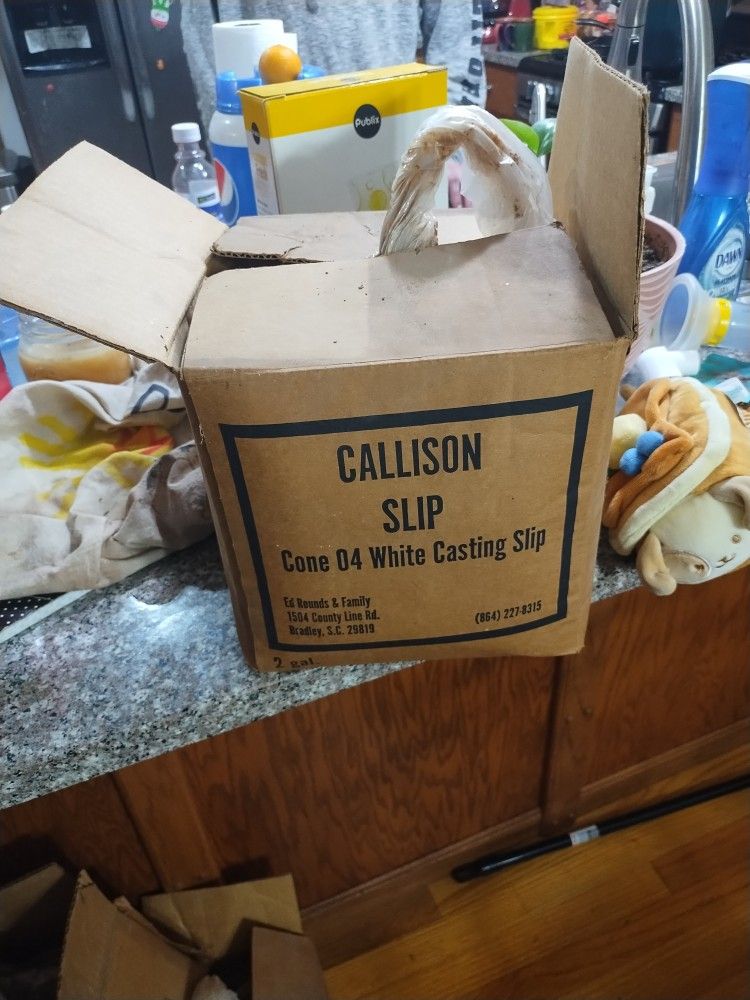 Publix
DAWN
CALLISON
SLIP
Cone 04 White Casting Slip
Ed Rounds & Family
1504 County Line Rd.
Bradley, S.C. 29819
(864) 227-8315
2 gal